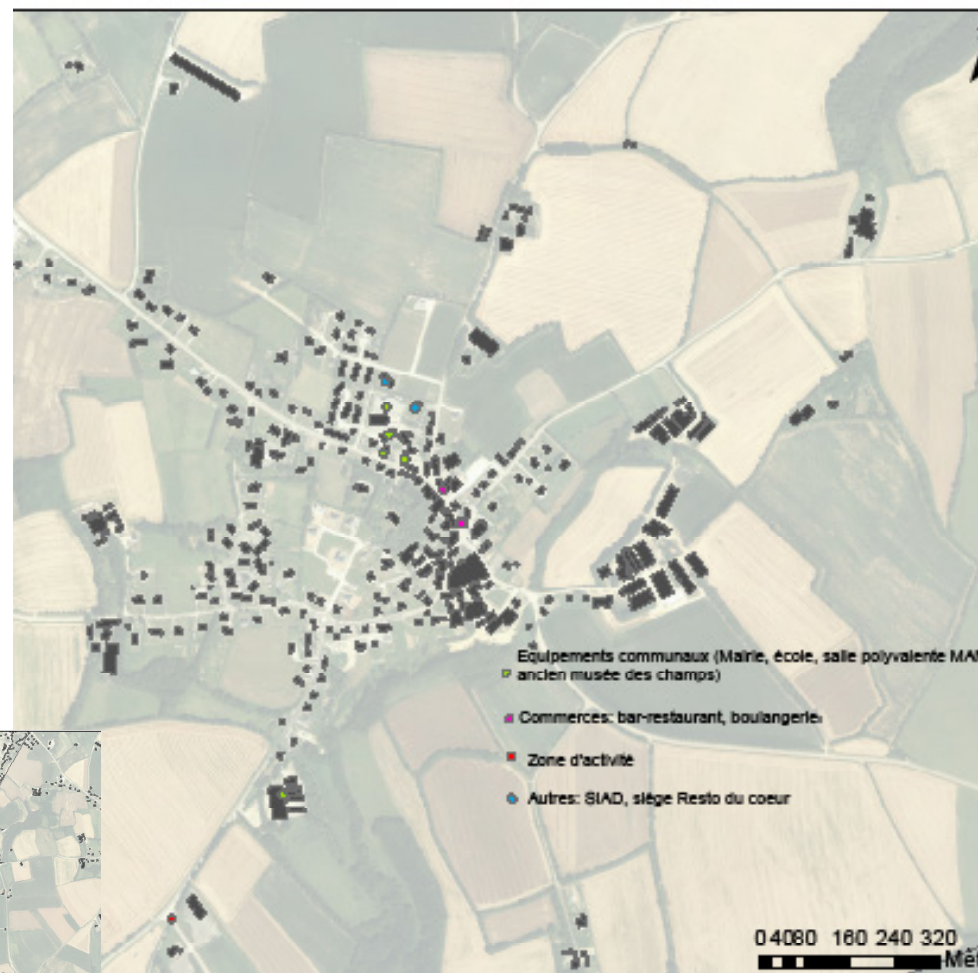 Equipements communaux (Mairie, école, salle polyvalente
ancien musée des champs)
Commerces: bar-restaurant, boulangerie
Zone d'activité
Autres: SIAD, siège Resto du coeur
0 40 80 160 240 320